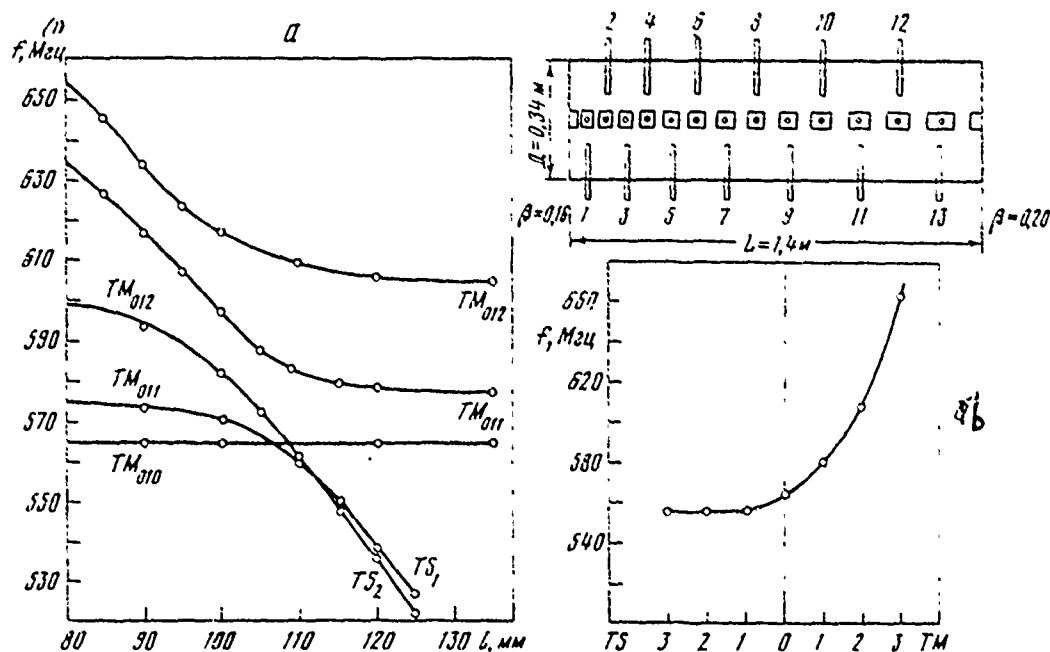 (1)
а
f, Мгц
650
630
610
590
570
550
530
TM₀₁₂
TM₀₁₁
TM₀₁₀
TM₀₁₂
TM₀₁₁
TS₁
TS₂
80 90 100 110 120 130 l, мм
2 4 6 8 10 12
Д=0,34 м
β=0,16 1 3 5 7 9 11 13 β=0,20
L=1,4 м
660
f, Мгц
620
580
540
b
TS 3 2 1 0 1 2 3 TM